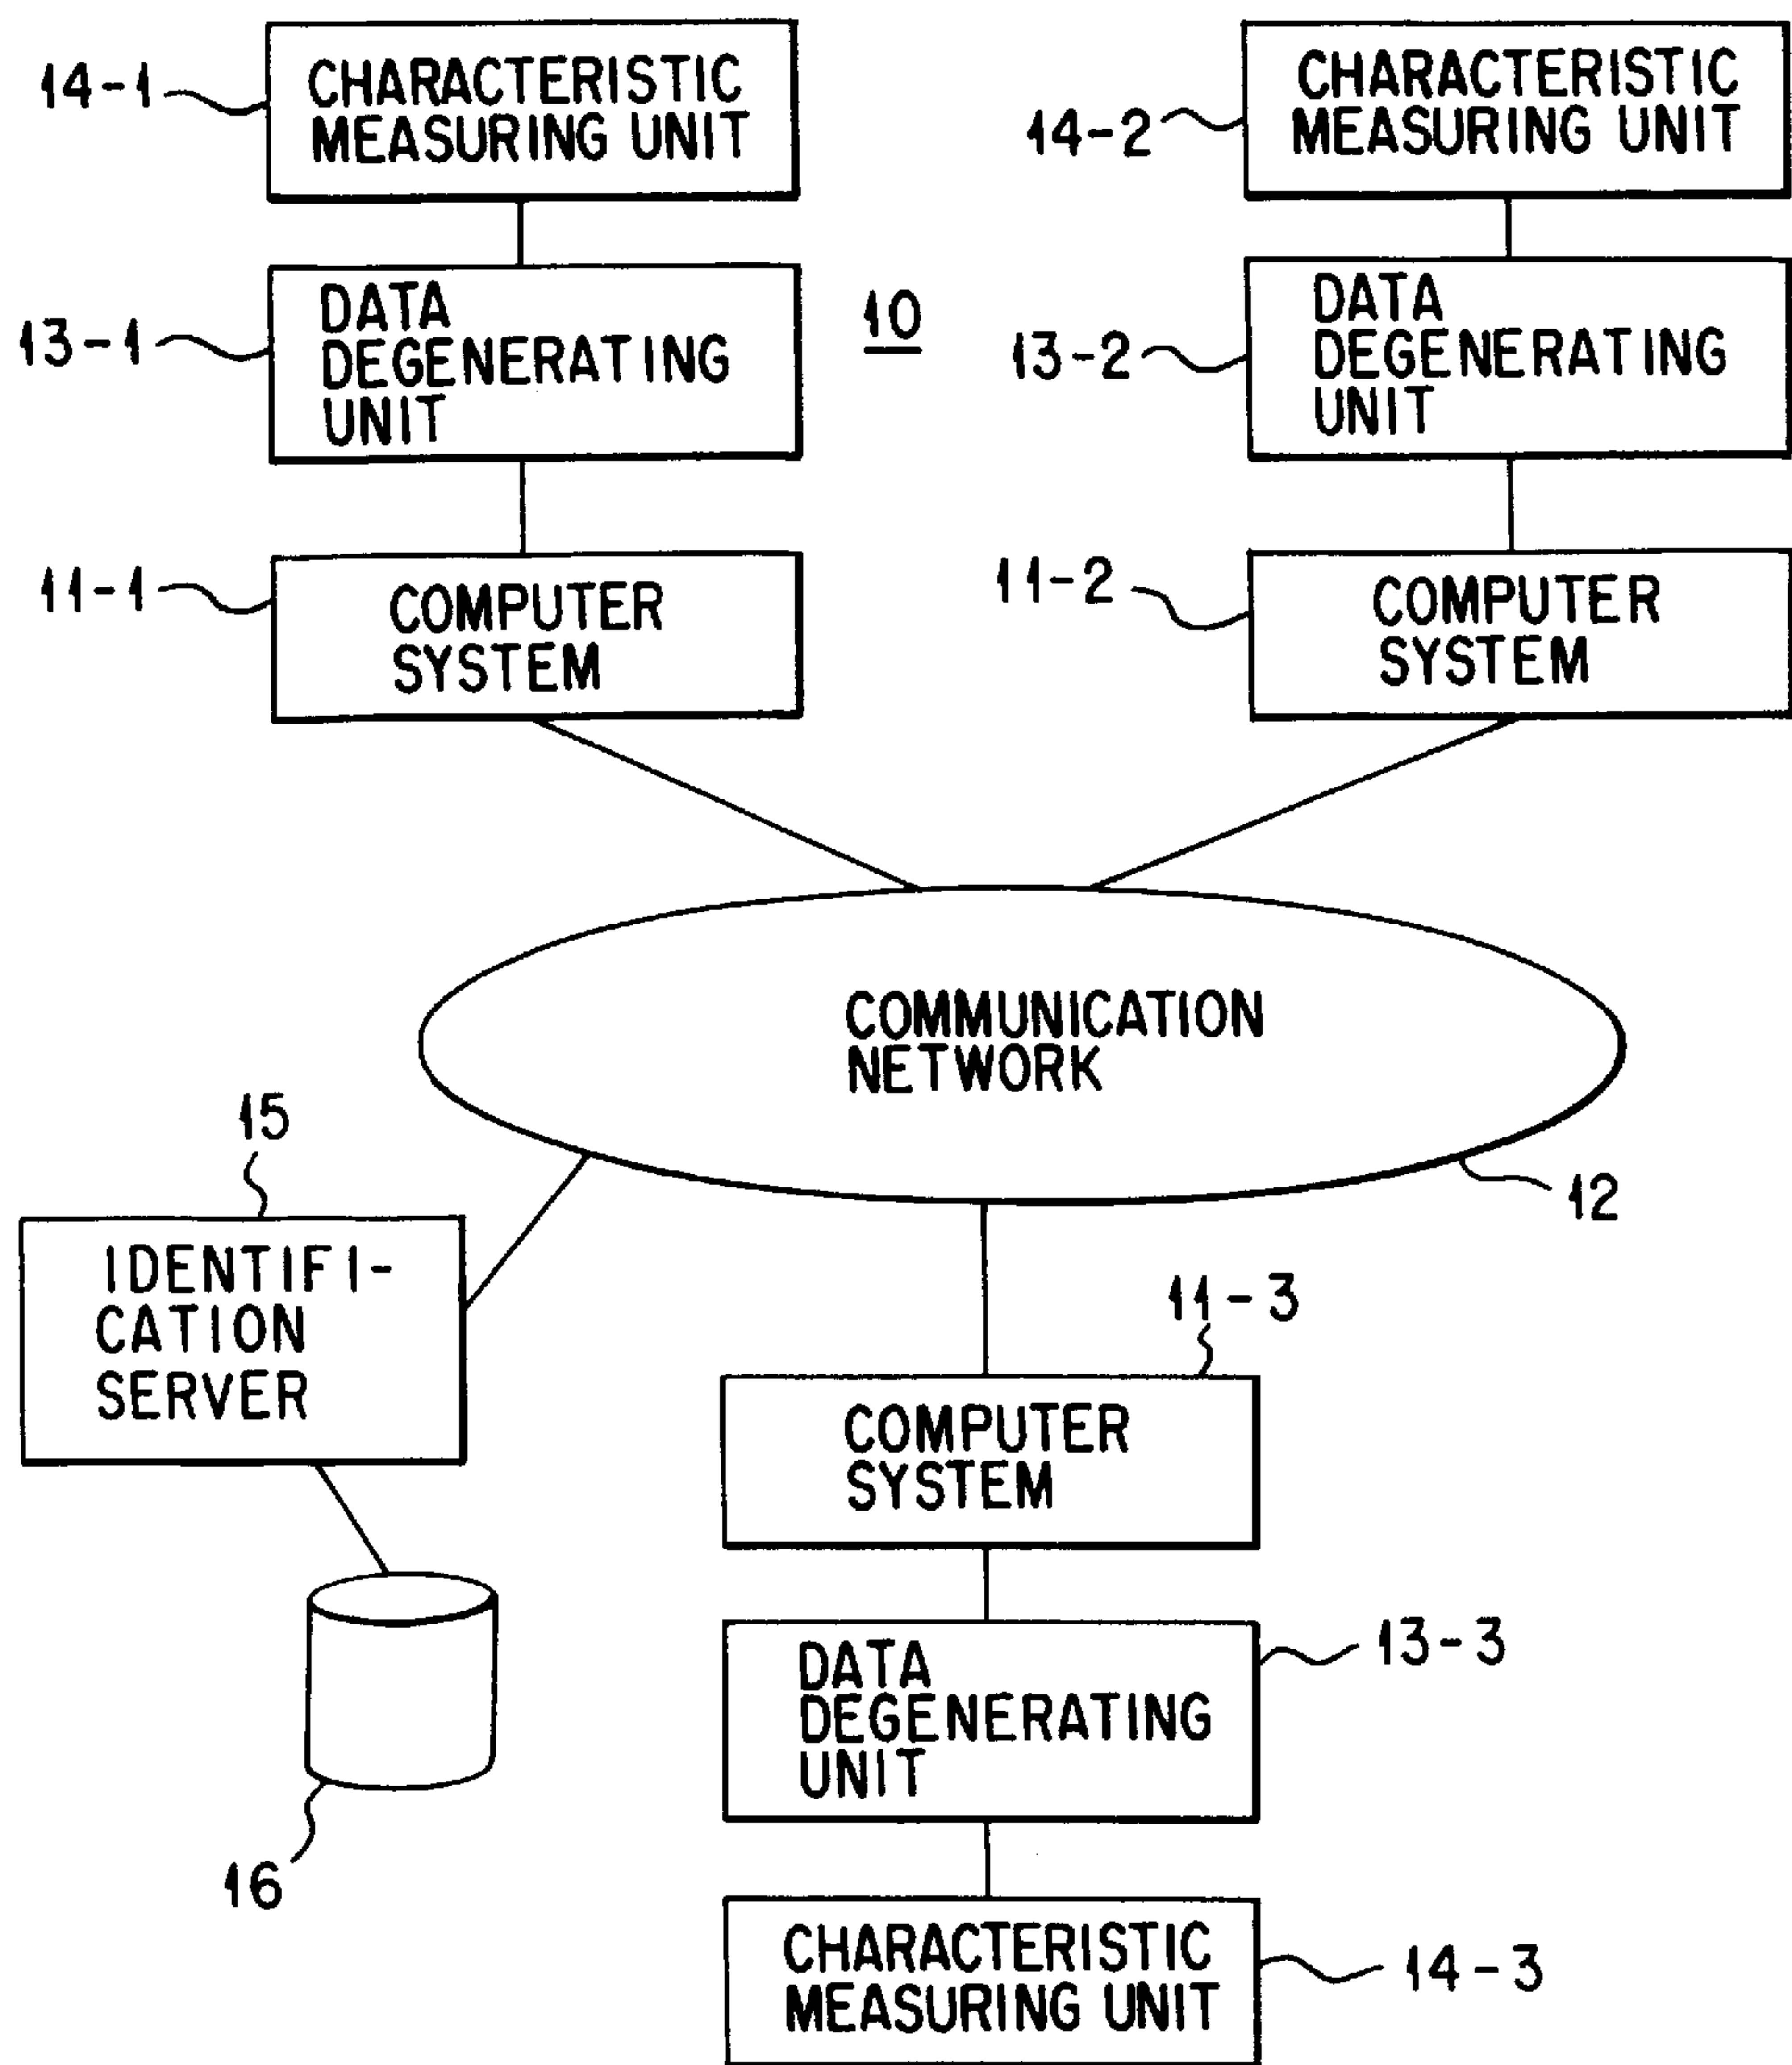 14-1
CHARACTERISTIC
MEASURING UNIT
14-2
CHARACTERISTIC
MEASURING UNIT
13-1
DATA
DEGENERATING
UNIT
10
13-2
DATA
DEGENERATING
UNIT
11-1
COMPUTER
SYSTEM
11-2
COMPUTER
SYSTEM
COMMUNICATION
NETWORK
12
15
IDENTIFI-
CATION
SERVER
16
11-3
COMPUTER
SYSTEM
DATA
DEGENERATING
UNIT
13-3
CHARACTERISTIC
MEASURING UNIT
14-3